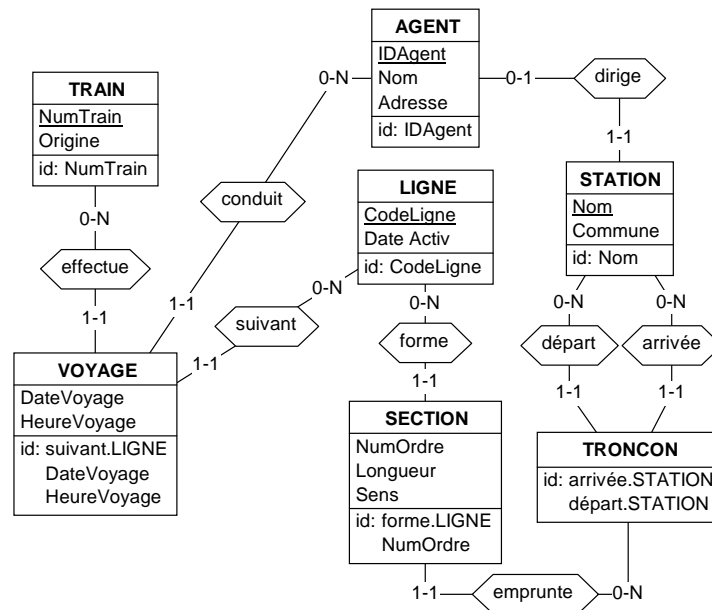 AGENT
IDAgent
Nom
Adresse
id: IDAgent
0-N
0-1
dirige
1-1
TRAIN
NumTrain
Origine
id: NumTrain
0-N
effectue
1-1
conduit
1-1
LIGNE
CodeLigne
Date Activ
id: CodeLigne
0-N
suivant
1-1
0-N
forme
1-1
STATION
Nom
Commune
id: Nom
0-N
0-N
départ
arrivée
1-1
1-1
VOYAGE
DateVoyage
HeureVoyage
id: suivant.LIGNE
DateVoyage
HeureVoyage
SECTION
NumOrdre
Longueur
Sens
id: forme.LIGNE
NumOrdre
TRONCON
id: arrivée.STATION
départ.STATION
1-1
emprunte
0-N